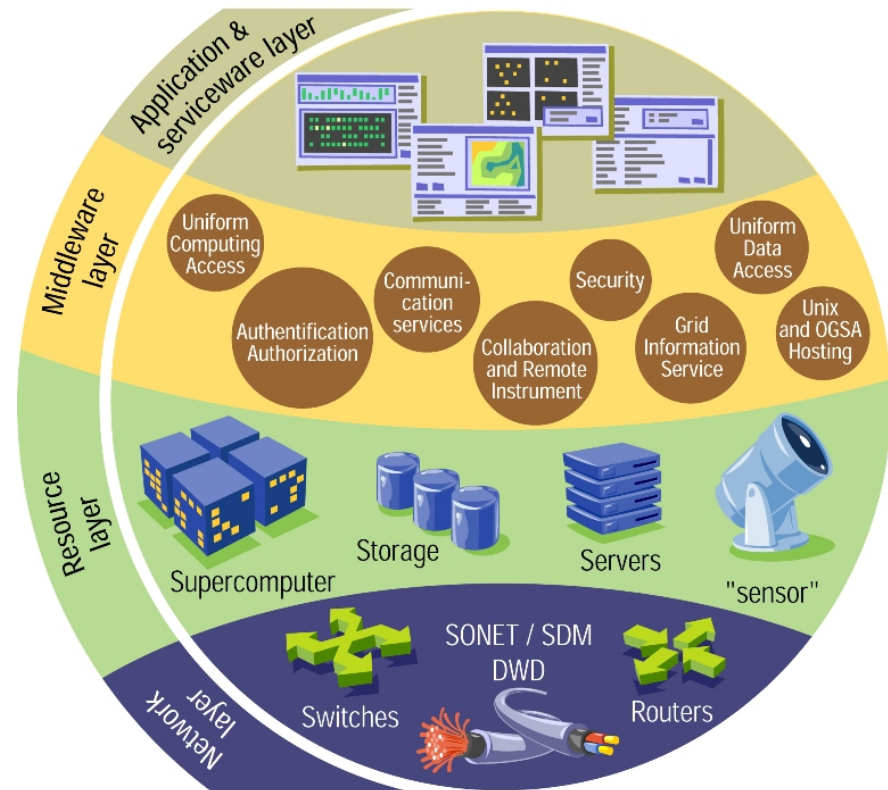 Application &
serviceware layer
Middleware
layer
Uniform
Computing
Access
Authentification
Authorization
Communi-
cation
services
Collaboration
and Remote
Instrument
Security
Grid
Information
Service
Uniform
Data
Access
Unix
and OGSA
Hosting
Resource
layer
Supercomputer
Storage
Servers
"sensor"
Network
layer
Switches
SONET / SDM
DWD
Routers